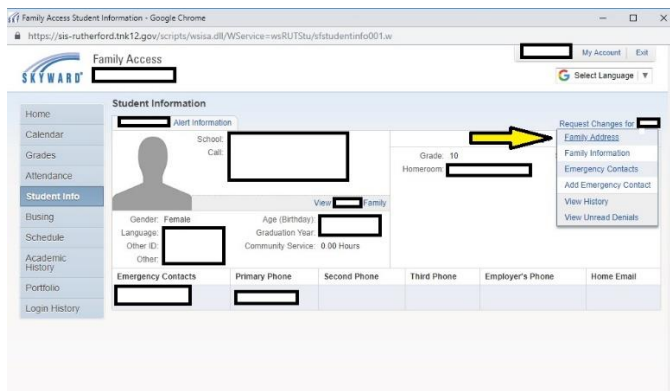 Family Access Student Information - Google Chrome
https://sis-rutherford.tnk12.gov/scripts/wsisa.dll/WService=wsRUTStu/sfstudentinfo001.w
SKYWARD
Family Access
My Account
Exit
Select Language
Home
Calendar
Grades
Attendance
Student Info
Busing
Schedule
Academic
History
Portfolio
Login History
Student Information
Alert Information
Request Changes for
School:
Call:
Grade: 10
Homeroom:
Family Address
Family Information
Emergency Contacts
Add Emergency Contact
View History
View Unread Denials
View Family
Gender: Female
Age (Birthday):
Language:
Graduation Year:
Other ID:
Community Service: 0.00 Hours
Other:
Emergency Contacts Primary Phone Second Phone Third Phone Employer's Phone Home Email